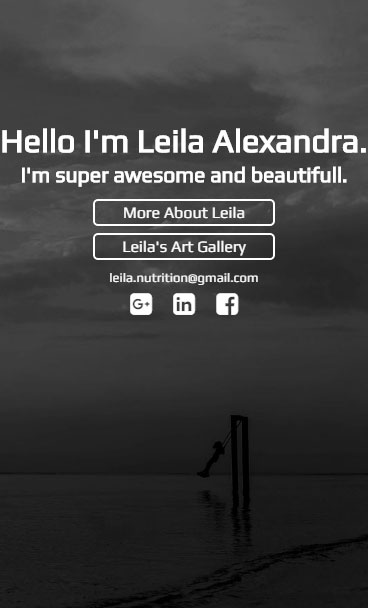 Hello I'm Leila Alexandra.
I'm super awesome and beautifull.
More About Leila
Leila's Art Gallery
leila.nutrition@gmail.com
G+ in f